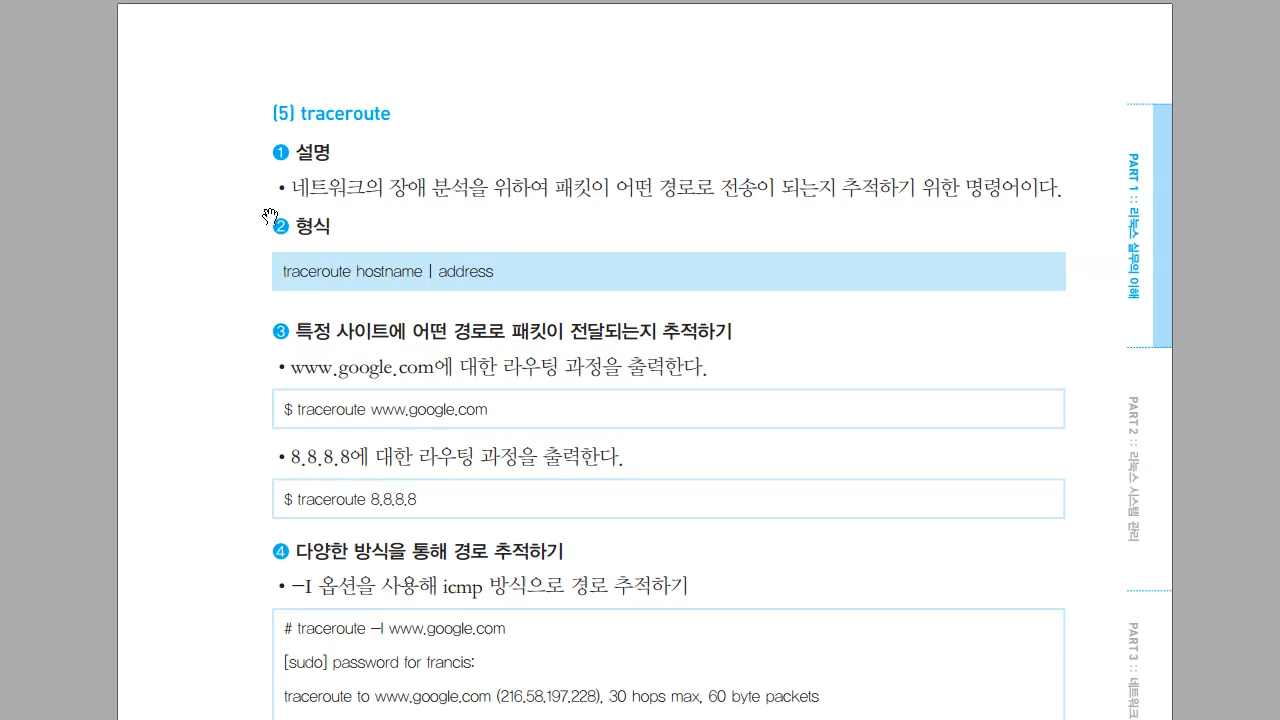 (5) traceroute
❶ 설명
• 네트워크의 장애 분석을 위하여 패킷이 어떤 경로로 전송이 되는지 추적하기 위한 명령어이다.
❷ 형식
traceroute hostname | address
❸ 특정 사이트에 어떤 경로로 패킷이 전달되는지 추적하기
• www.google.com에 대한 라우팅 과정을 출력한다.
$ traceroute www.google.com
• 8.8.8.8에 대한 라우팅 과정을 출력한다.
$ traceroute 8.8.8.8
❹ 다양한 방식을 통해 경로 추적하기
• –I 옵션을 사용해 icmp 방식으로 경로 추적하기
# traceroute –I www.google.com
[sudo] password for francis:
traceroute to www.google.com (216.58.197.228), 30 hops max, 60 byte packets
PART 1 :: 리눅스 실무의 이해
PART 2 :: 리눅스 시스템 관리
PART 3 :: 네트워크